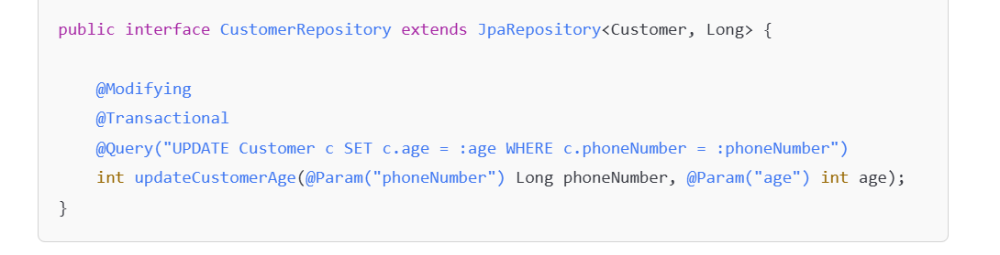 public interface CustomerRepository extends JpaRepository<Customer, Long> {
@Modifying
@Transactional
@Query("UPDATE Customer c SET c.age = :age WHERE c.phoneNumber = :phoneNumber")
int updateCustomerAge(@Param("phoneNumber") Long phoneNumber, @Param("age") int age);
}